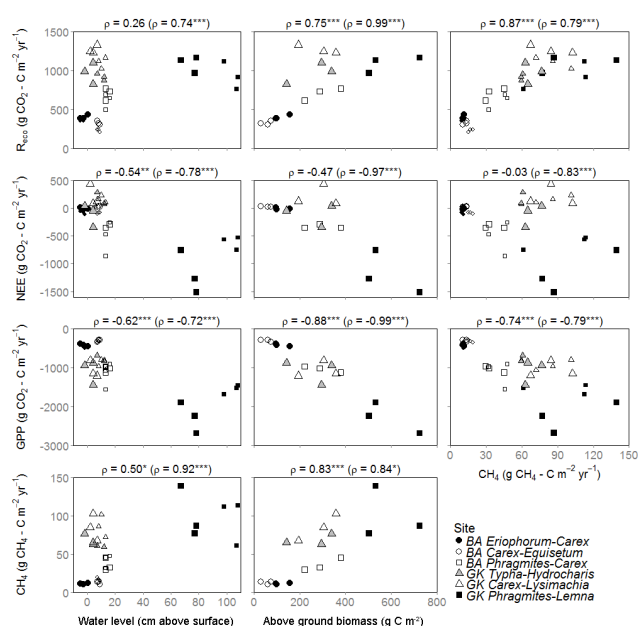 ρ = 0.26 (ρ = 0.74***)
ρ = 0.75*** (ρ = 0.99***)
ρ = 0.87*** (ρ = 0.79***)
R_eco (g CO₂ - C m⁻² yr⁻¹)
1500
1000
500
0
ρ = -0.54** (ρ = -0.78***)
ρ = -0.47 (ρ = -0.97***)
ρ = -0.03 (ρ = -0.83***)
NEE (g CO₂ - C m⁻² yr⁻¹)
500
0
-500
-1000
-1500
ρ = -0.62*** (ρ = -0.72***)
ρ = -0.88*** (ρ = -0.99***)
ρ = -0.74*** (ρ = -0.79***)
GPP (g CO₂ - C m⁻² yr⁻¹)
0
-1000
-2000
-3000
0 30 60 90 120 150
CH₄ (g CH₄ - C m⁻² yr⁻¹)
ρ = 0.50* (ρ = 0.92***)
ρ = 0.83*** (ρ = 0.84*)
CH₄ (g CH₄ - C m⁻² yr⁻¹)
150
100
50
0
0 50 100
Water level (cm above surface)
0 200 400 600 800
Above ground biomass (g C m⁻²)
Site
BA Eriophorum-Carex
BA Carex-Equisetum
BA Phragmites-Carex
GK Typha-Hydrocharis
GK Carex-Lysimachia
GK Phragmites-Lemna